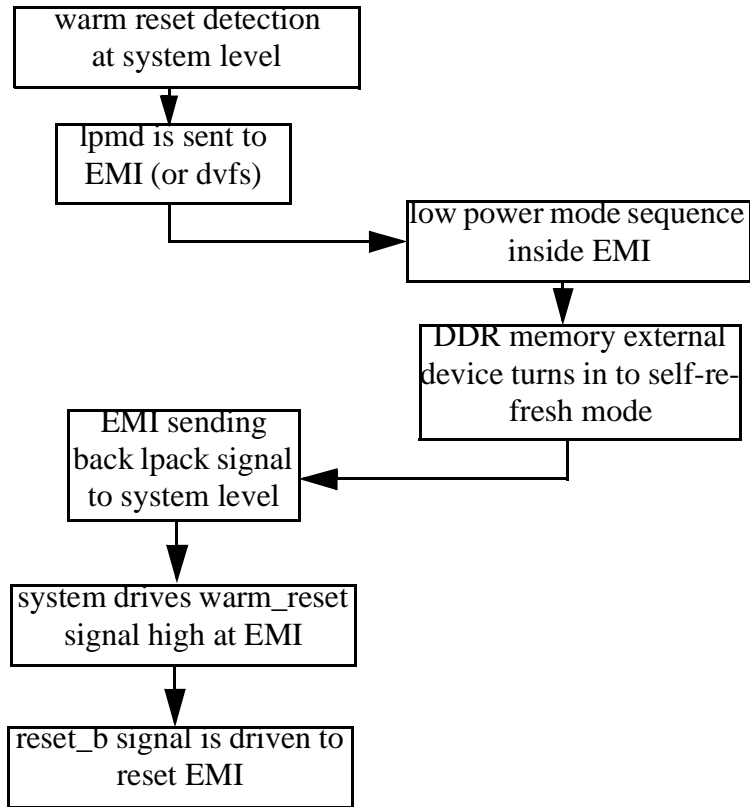 warm reset detection
at system level
lpmd is sent to
EMI (or dvfs)
low power mode sequence
inside EMI
DDR memory external
device turns in to self-re-
fresh mode
EMI sending
back lpack signal
to system level
system drives warm_reset
signal high at EMI
reset_b signal is driven to
reset EMI